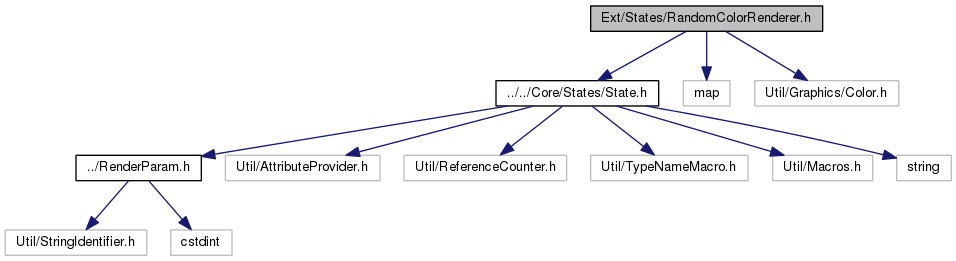 Ext/States/RandomColorRenderer.h
../../Core/States/State.h
map
Util/Graphics/Color.h
../RenderParam.h
Util/AttributeProvider.h
Util/ReferenceCounter.h
Util/TypeNameMacro.h
Util/Macros.h
string
Util/StringIdentifier.h
cstdint